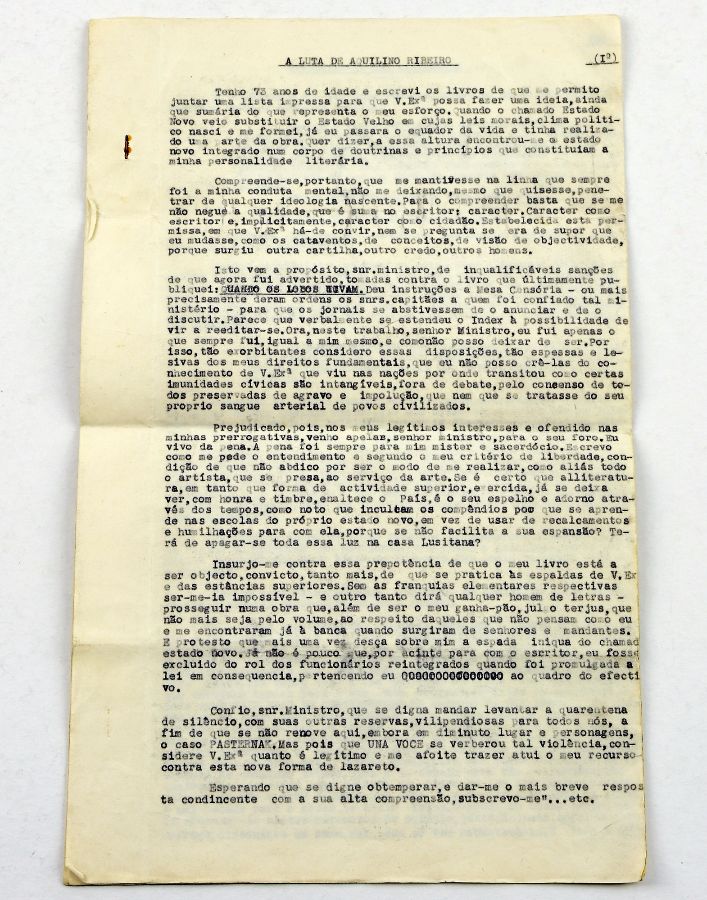 A LUTA DE AQUILINO RIBEIRO (Iº)
Tenho 73 anos de idade e escrevi os livros de que me permito
juntar uma lista impressa para que V.Exª possa fazer uma ideia,ainda
que sumária do que representa o meu esforço.Quando o chamado Estado
Novo veio substituir o Estado Velho em cujas leis morais,clima políti-
co nasci e me formei,já eu passara o equador da vida e tinha realiza-
do uma parte da obra.Quer dizer,a essa altura encontrou-me o estado
novo integrado num corpo de doutrinas e princípios que constituiam a
minha personalidade literária.
Compreende-se,portanto,que me mantivesse na linha que sempre
foi a minha conduta mental,não me deixando,mesmo que quisesse,pene-
trar de qualquer ideologia nascente.Para o compreender basta que se me
não negue a qualidade,que é suma no escritor: caracter.Caracter como
escritor e,implicitamente,caracter como cidadão.Estabelecida esta per-
missa,em que V.Exª há-de convir,nem se pregunta se era de supor que
eu mudasse,como os cataventos,de conceitos,de visão de objectividade,
porque surgiu outra cartilha,outro credo,outros homens.
Isto vem a propósito,snr.ministro,de inqualificáveis sanções
de que agora fui advertido,tomadas contra o livro que últimamente pu-
bliquei:QUANDO OS LOBOS UIVAM.Deu instruções a Mesa Censória - ou mais
precisamente deram ordens os snrs.capitães a quem foi confiado tal mi-
nistério - para que os jornais se abstivessem de o anunciar e de o
discutir.Parece que verbalmente se estendeu o Index à possibilidade de
vir a reeditar-se.Ora,neste trabalho,senhor Ministro,eu fui apenas o
que sempre fui,igual a mim mesmo,e comonão posso deixar de ser.Por
isso,tão exorbitantes considero essas disposições,tão espessas e le-
sivas dos meus direitos fundamentais,que eu não posso crê-las do co-
nhecimento de V.Exª que viu nas nações por onde transitou como certas
imunidades cívicas são intangíveis,fora de debate,pelo consenso de to-
dos preservadas de agravo e impolução,que nem que se tratasse do seu
proprio sangue arterial de povos civilizados.
Prejudicado,pois,nos meus legítimos interesses e ofendido nas
minhas prerrogativas,venho apelar,senhor ministro,para o seu foro.Eu
vivo da pena.A pena foi sempre para mim mister e sacerdócio.Escrevo
como me pede o entendimento e segundo o meu critério de liberdade,con-
dição de que não abdico por ser o modo de me realizar,como aliás todo
o artista,que se presa,ao serviço da arte.Se é certo que alliteratu-
ra,em tanto que forma de actividade superior,exercida,já se deixa
ver,com honra e timbre,enaltece o País,é o seu espelho e adorno atra-
vés dos tempos,como noto que incultam os compêndios por que se apren-
de nas escolas do próprio estado novo,em vez de usar de recalcamentos
e humilhações para com ela,porque se não facilita a sua espansão? Te-
rá de apagar-se toda essa luz na casa Lusitana?
Insurjo-me contra essa prepotência de que o meu livro está a
ser objecto,convicto,tanto mais,de que se pratica às espaldas de V.Ex
e das estâncias superiores.Sem as franquias elementares respectivas
ser-me-ia impossível - e outro tanto dirá qualquer homem de letras -
prosseguir numa obra que,além de ser o meu ganha-pão,julgo terjus,que
não mais seja pelo volume,ao respeito daqueles que não pensam como eu
e me encontraram já à banca quando surgiram de senhores e mandantes.
E protesto que mais uma vez desça sobre mim a espada iniqua do chamad
estado novo.Já não é pouco que,por acinte para com o escritor,eu fosse
excluido do rol dos funcionários reintegrados quando foi promulgada a
lei em consequencia,pertencendo eu ao quadro do efecti
vo.
Confio,snr.Ministro,que se digna mandar levantar a quarentena
de silêncio,com suas outras reservas,vilipendiosas para todos nós, a
fim de que se não renove aqui,embora em diminuto lugar e personagens,
o caso PASTERNAK.Mas pois que UNA VOCE se verberou tal violência,con-
sidere V.Exª quanto é legítimo e me afoite trazer atui o meu recurso
contra esta nova forma de lazareto.
Esperando que se digne obtemperar,e dar-me o mais breve respos
ta condincente com a sua alta compreensão,subscrevo-me"...etc.